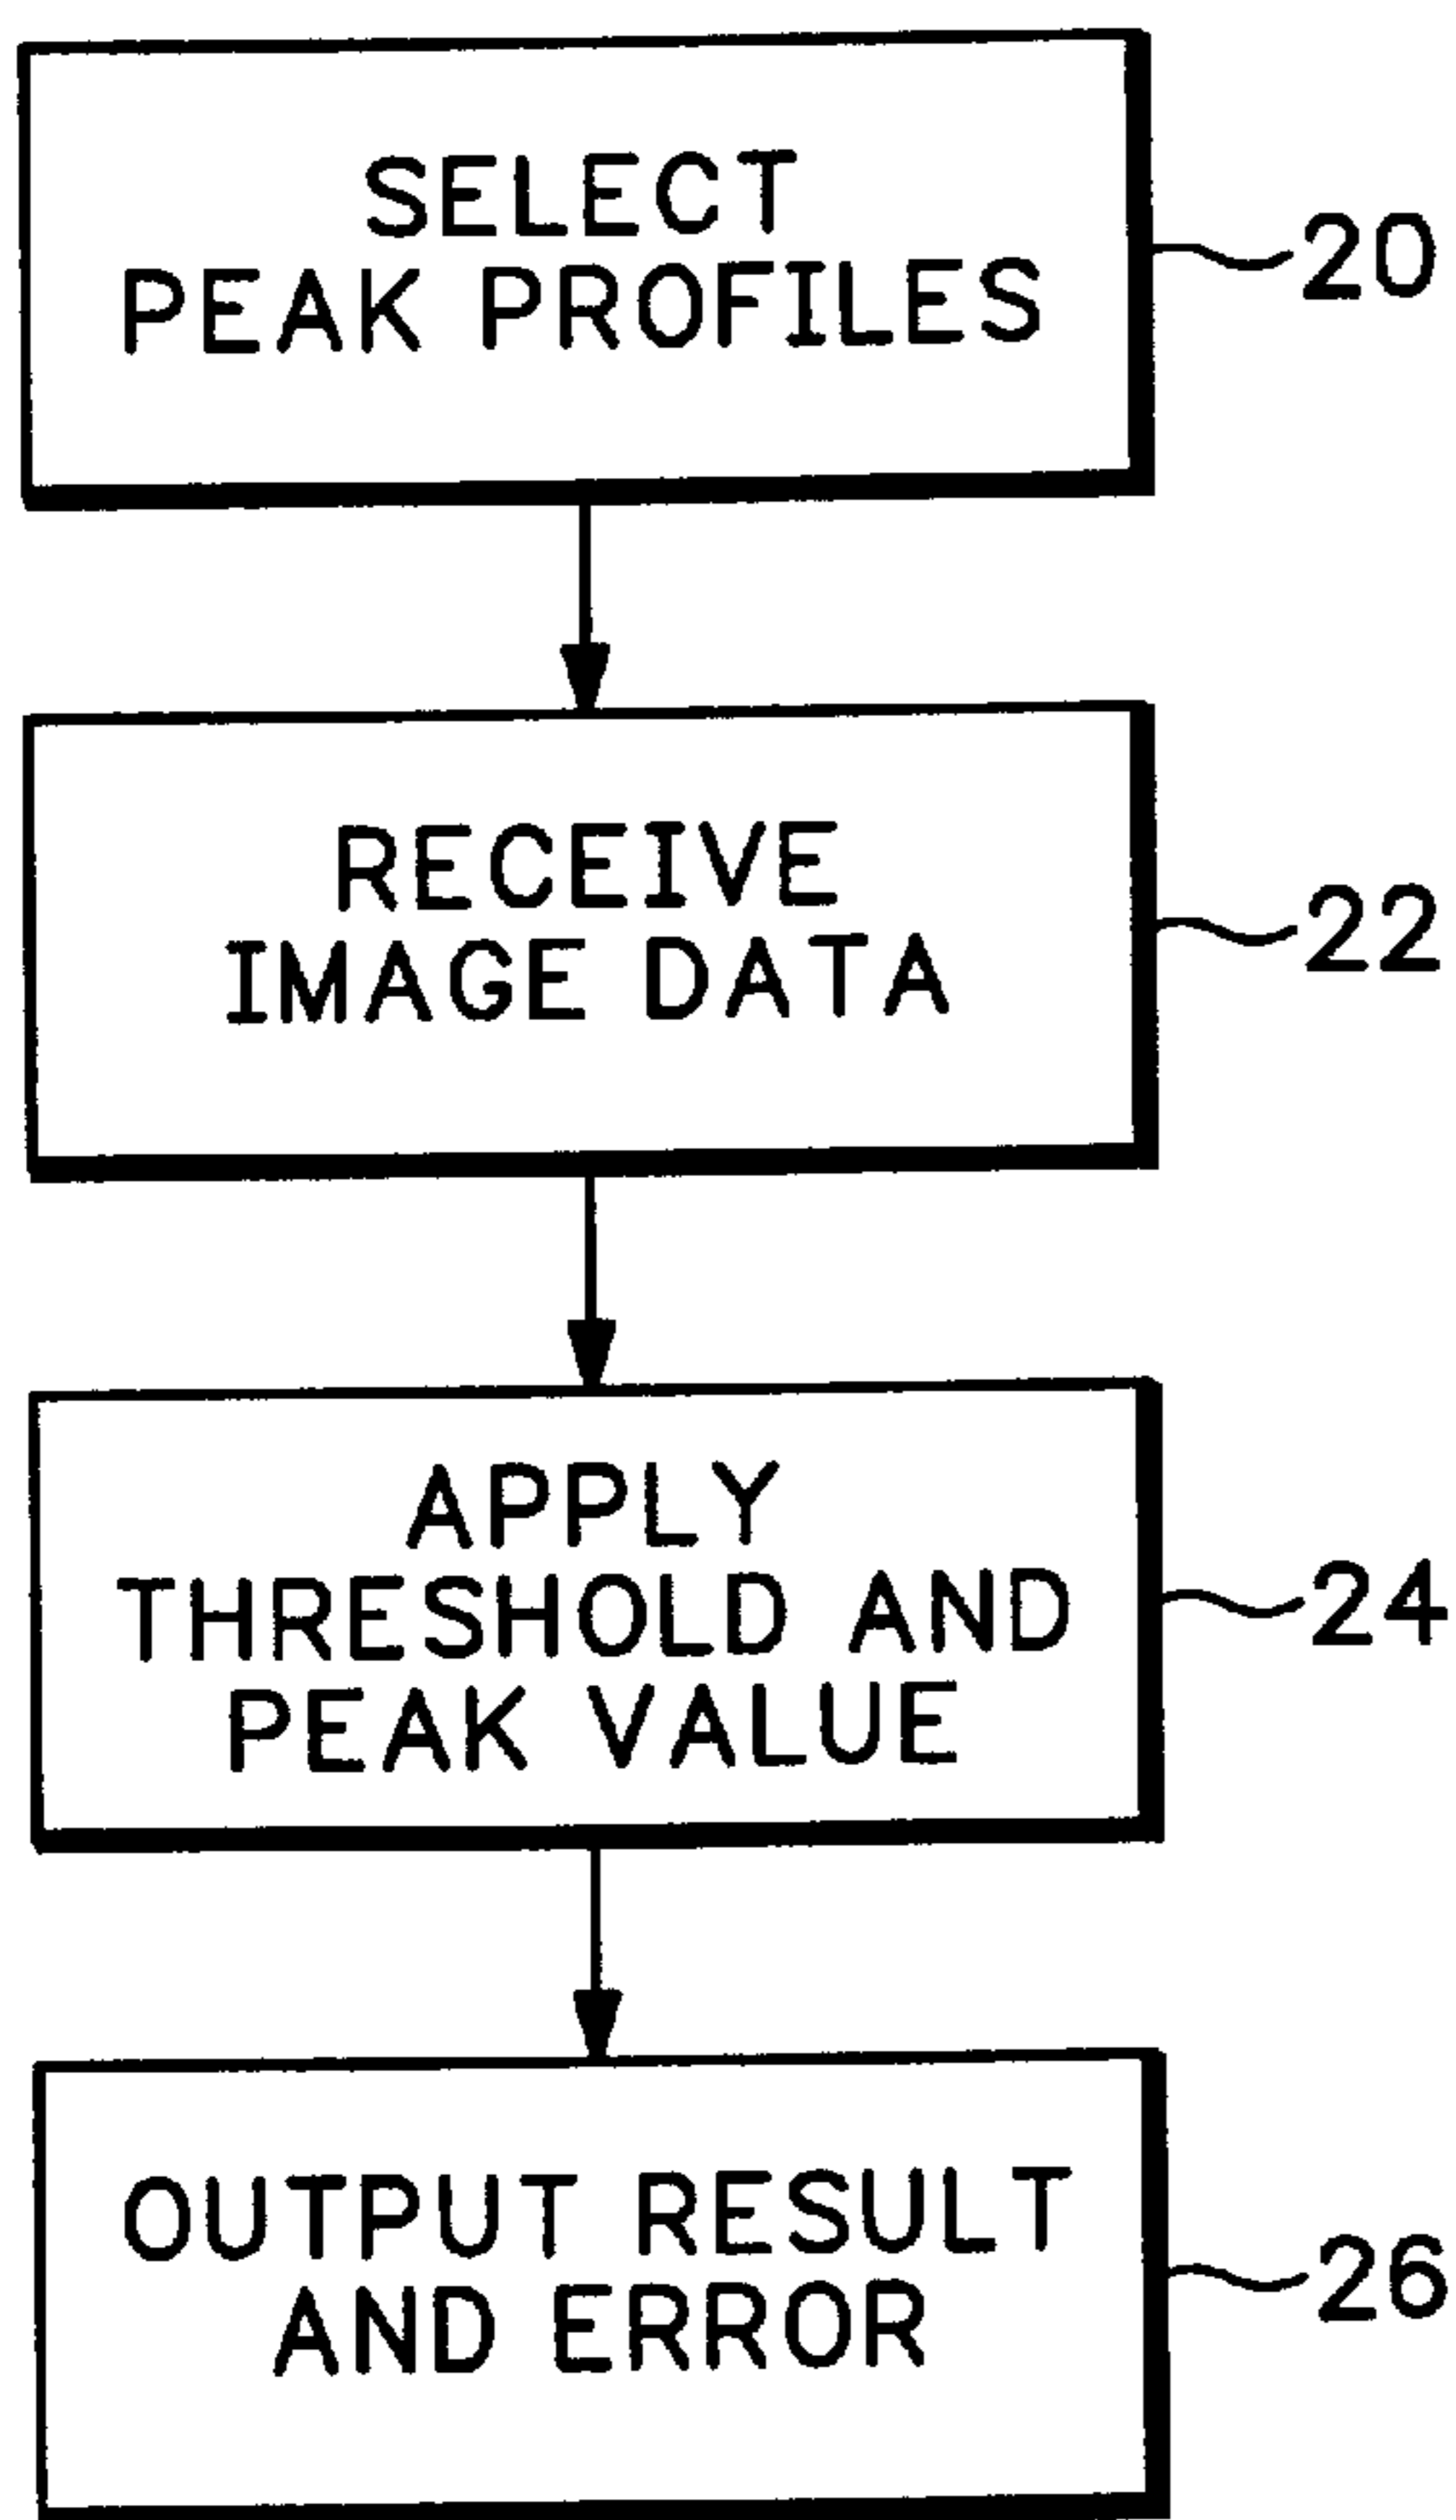 SELECT
PEAK PROFILES
20
RECEIVE
IMAGE DATA
22
APPLY
THRESHOLD AND
PEAK VALUE
24
OUTPUT RESULT
AND ERROR
26